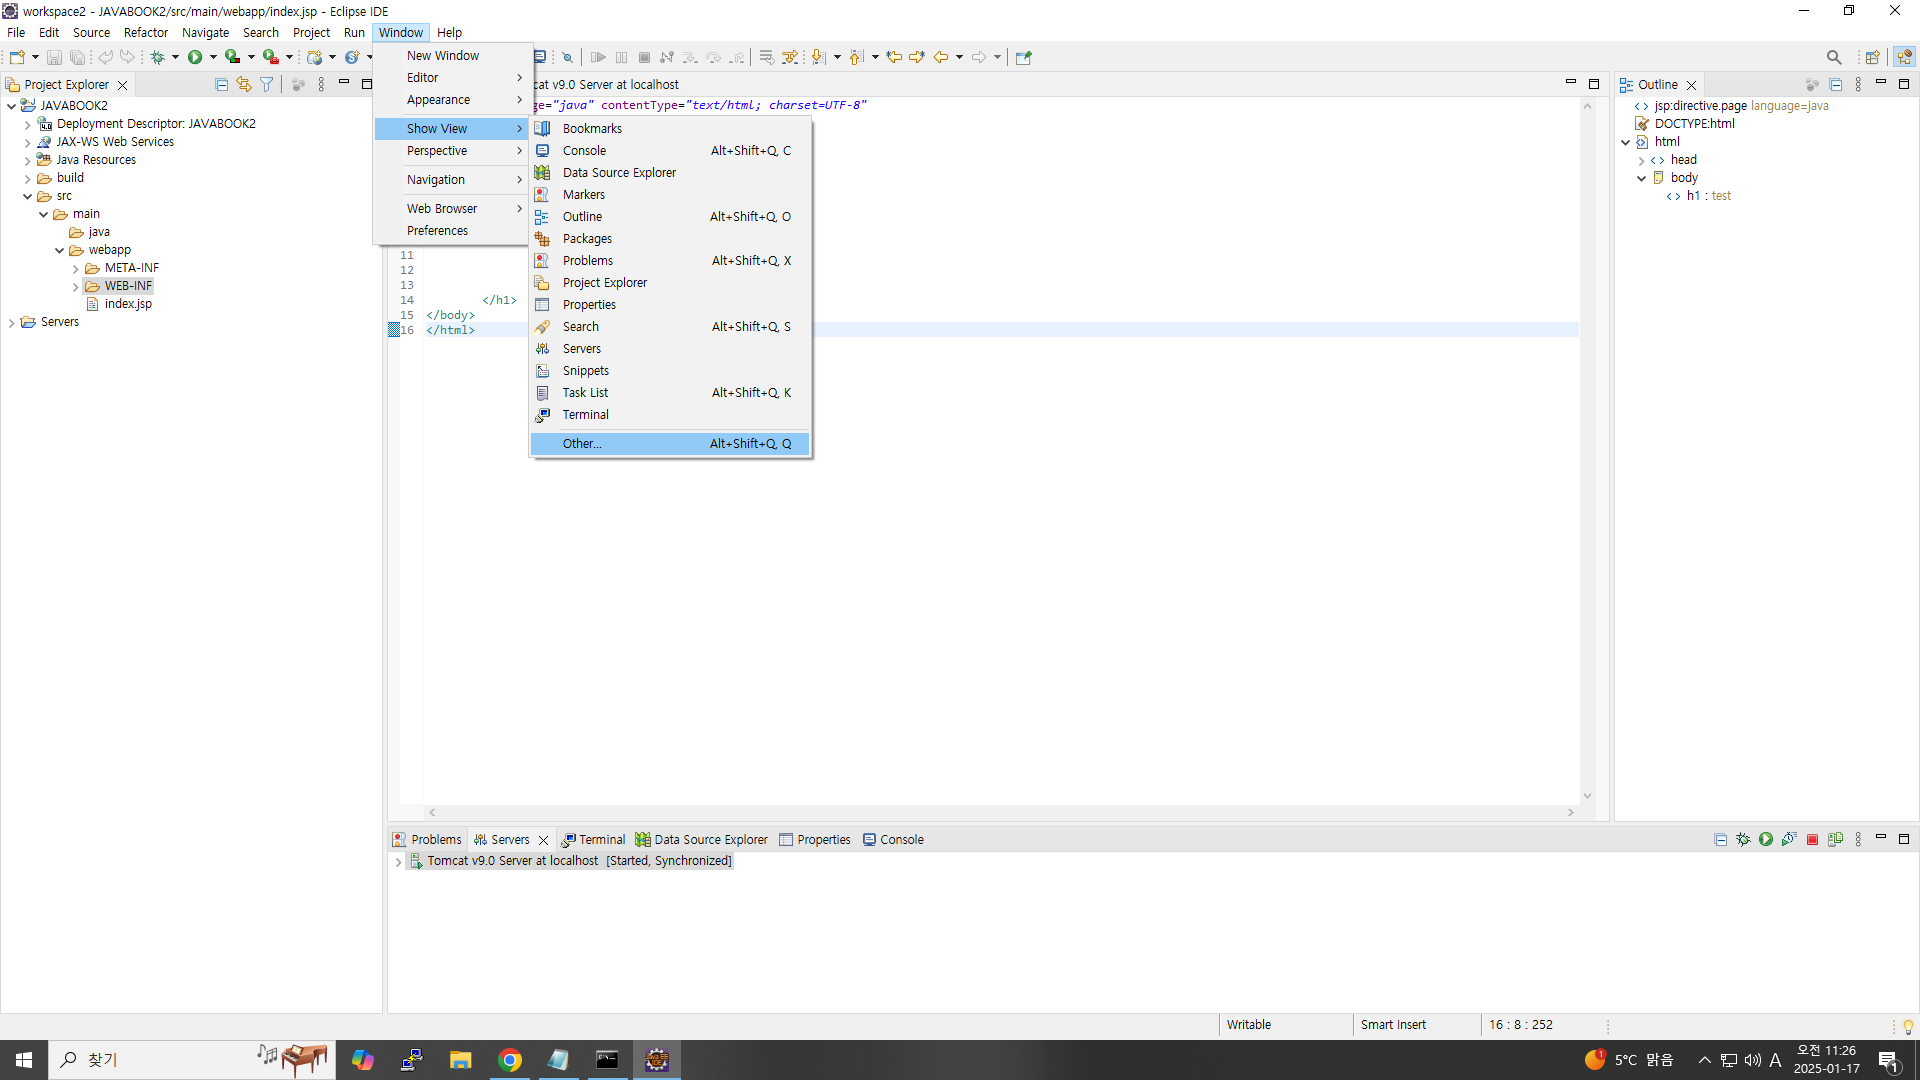 workspace2 - JAVABOOK2/src/main/webapp/index.jsp - Eclipse IDE
File Edit Source Refactor Navigate Search Project Run Window Help
Project Explorer
JAVABOOK2
Deployment Descriptor: JAVABOOK2
JAX-WS Web Services
Java Resources
build
src
main
java
webapp
META-INF
WEB-INF
index.jsp
Servers
New Window
Editor
Appearance
Show View
Perspective
Navigation
Web Browser
Preferences
Bookmarks
Console Alt+Shift+Q, C
Data Source Explorer
Markers
Outline Alt+Shift+Q, O
Packages
Problems Alt+Shift+Q, X
Project Explorer
Properties
Search Alt+Shift+Q, S
Servers
Snippets
Task List Alt+Shift+Q, K
Terminal
Other... Alt+Shift+Q, Q
cat v9.0 Server at localhost
ge="java" contentType="text/html; charset=UTF-8"
11
12
13
14 </h1>
15 </body>
16 </html>
Outline
jsp:directive.page language=java
DOCTYPE:html
html
head
body
h1 : test
Problems Servers Terminal Data Source Explorer Properties Console
Tomcat v9.0 Server at localhost [Started, Synchronized]
Writable Smart Insert 16 : 8 : 252
찾기
1 5°C 맑음 A 오전 11:26
2025-01-17 1